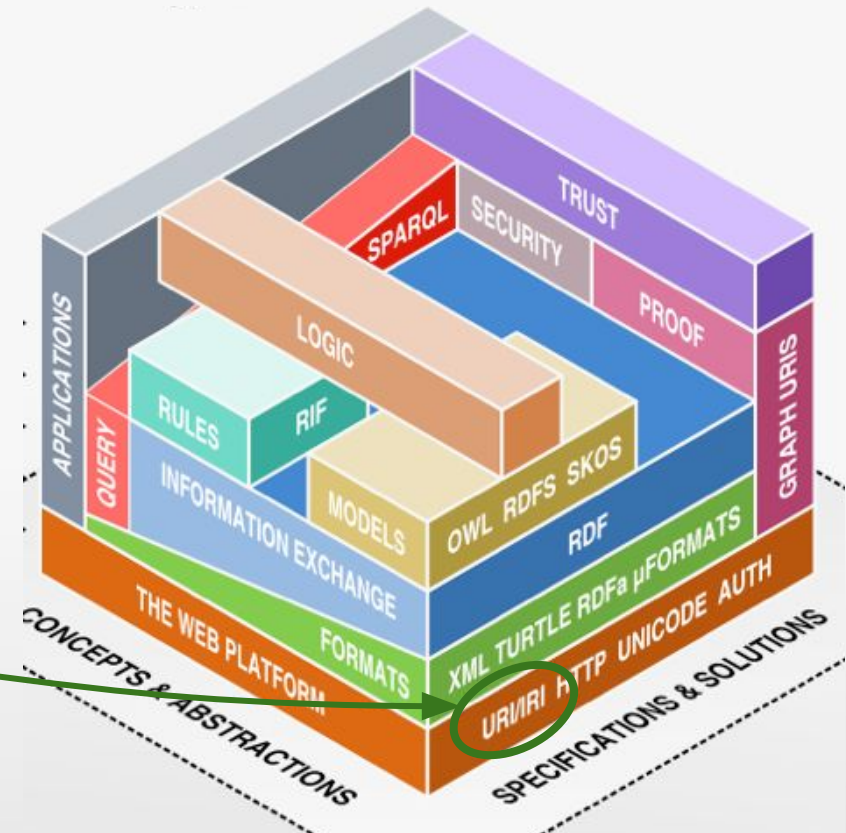 TRUST
SPARQL
SECURITY
PROOF
LOGIC
APPLICATIONS
GRAPH URIS
RULES
RIF
QUERY
INFORMATION EXCHANGE
MODELS
OWL RDFS SKOS
RDF
THE WEB PLATFORM
FORMATS
XML TURTLE RDFa µFORMATS
URI/IRI HTTP UNICODE AUTH
CONCEPTS & ABSTRACTIONS
SPECIFICATIONS & SOLUTIONS